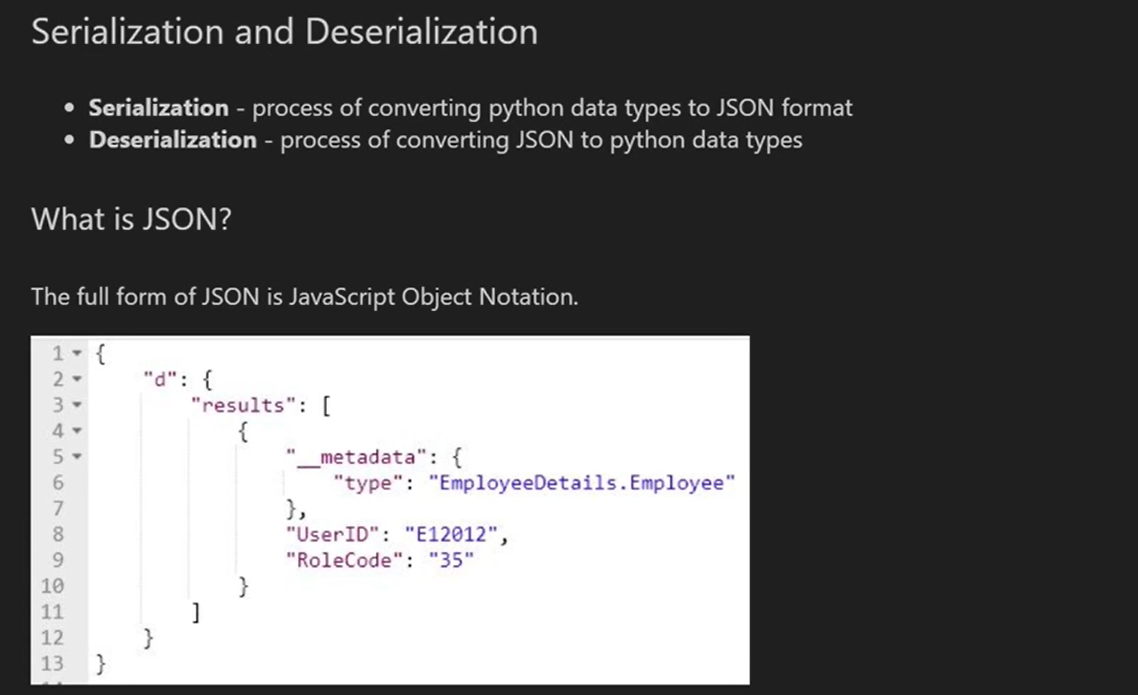 Serialization and Deserialization
• Serialization - process of converting python data types to JSON format
• Deserialization - process of converting JSON to python data types
What is JSON?
The full form of JSON is JavaScript Object Notation.
1 {
2 "d": {
3 "results": [
4 {
5 "__metadata": {
6 "type": "EmployeeDetails.Employee"
7 },
8 "UserID": "E12012",
9 "RoleCode": "35"
10 }
11 ]
12 }
13 }